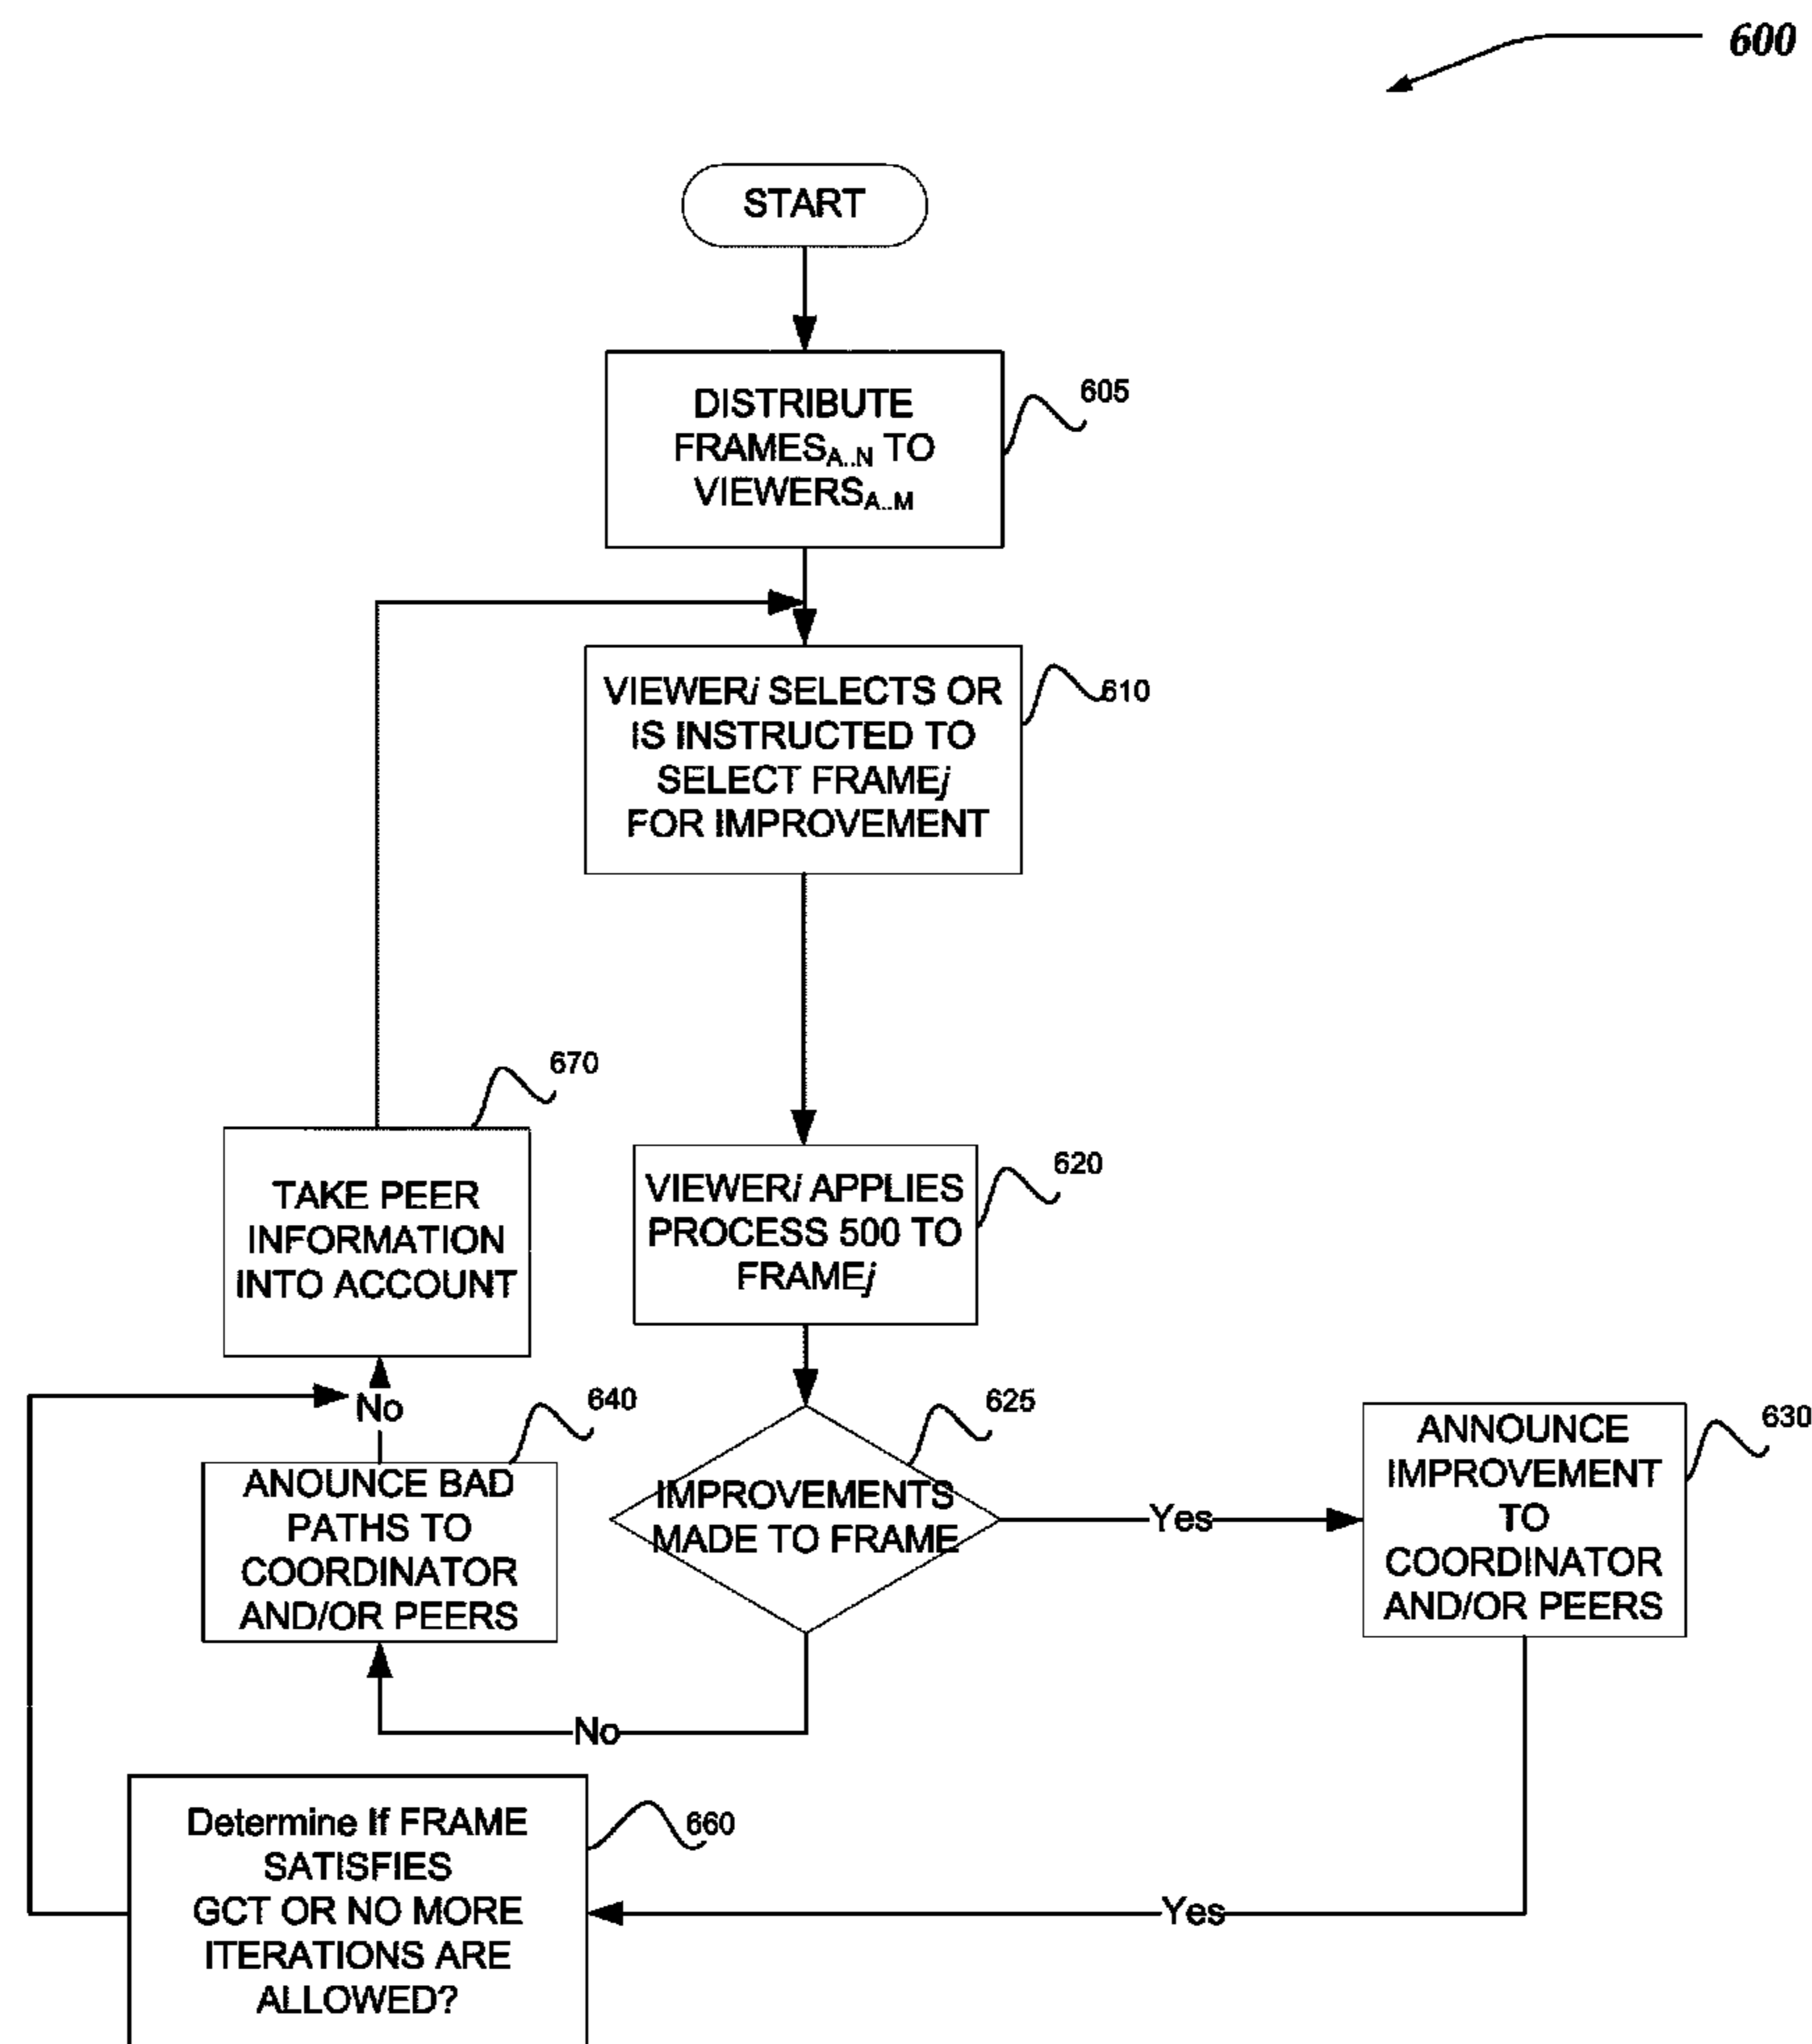 600
START
DISTRIBUTE
FRAMESA..N TO
VIEWERSA..M
605
VIEWERi SELECTS OR
IS INSTRUCTED TO
SELECT FRAMEj
FOR IMPROVEMENT
610
670
TAKE PEER
INFORMATION
INTO ACCOUNT
VIEWERi APPLIES
PROCESS 500 TO
FRAMEj
620
No
640
ANOUNCE BAD
PATHS TO
COORDINATOR
AND/OR PEERS
625
IMPROVEMENTS
MADE TO FRAME
Yes
ANNOUNCE
IMPROVEMENT
TO
COORDINATOR
AND/OR PEERS
630
No
Determine If FRAME
SATISFIES
GCT OR NO MORE
ITERATIONS ARE
ALLOWED?
660
Yes